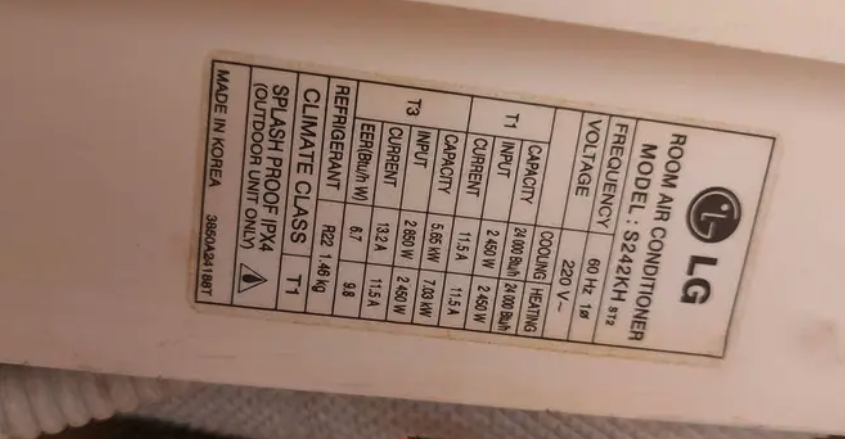 LG
ROOM AIR CONDITIONER
MODEL : S242KH ST2
FREQUENCY 60 Hz 1ø
VOLTAGE 220 V~
COOLING HEATING
T1 CAPACITY 24 000 Btu/h 24 000 Btu/h
INPUT 2 450 W 2 450 W
CURRENT 11.5 A 11.5 A
T3 CAPACITY 5.65 kW 7.03 kW
INPUT 2 850 W 2 450 W
CURRENT 13.2 A 11.5 A
EER(Btu/h W) 6.7 9.8
REFRIGERANT R22 1.46 kg
CLIMATE CLASS T1
SPLASH PROOF IPX4
(OUTDOOR UNIT ONLY)
MADE IN KOREA 3850A24188T